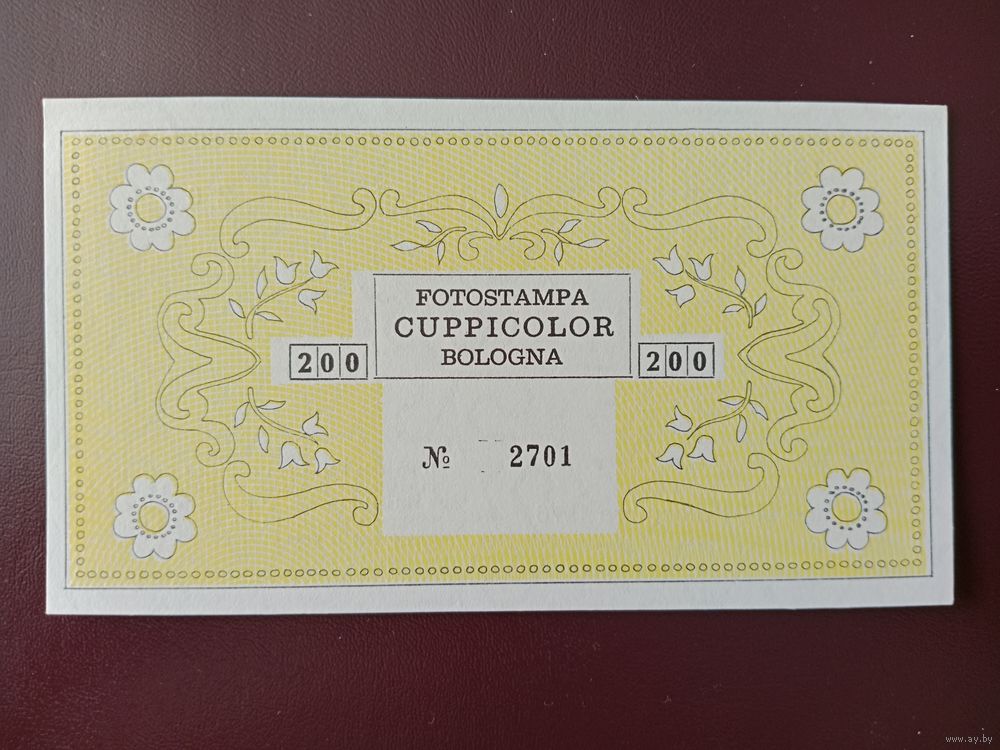 FOTOSTAMPA
CUPPICOLOR
BOLOGNA
200 200
№ 2701
www.ay.by